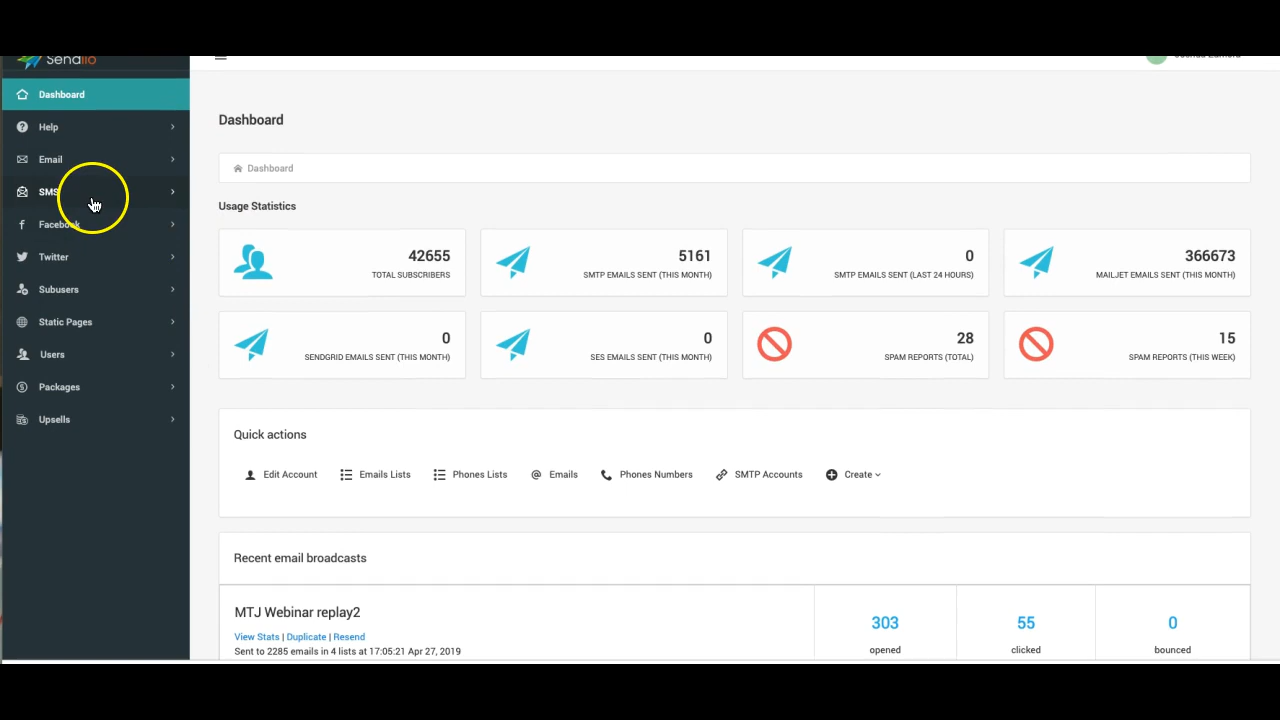 Sendiio
Dashboard
Help
Email
SMS
Facebook
Twitter
Subusers
Static Pages
Users
Packages
Upsells
Dashboard
Dashboard
Usage Statistics
42655
TOTAL SUBSCRIBERS
5161
SMTP EMAILS SENT (THIS MONTH)
0
SMTP EMAILS SENT (LAST 24 HOURS)
366673
MAILJET EMAILS SENT (THIS MONTH)
0
SENDGRID EMAILS SENT (THIS MONTH)
0
SES EMAILS SENT (THIS MONTH)
28
SPAM REPORTS (TOTAL)
15
SPAM REPORTS (THIS WEEK)
Quick actions
Edit Account Emails Lists Phones Lists Emails Phones Numbers SMTP Accounts Create
Recent email broadcasts
MTJ Webinar replay2
View Stats | Duplicate | Resend
Sent to 2285 emails in 4 lists at 17:05:21 Apr 27, 2019
303
opened
55
clicked
0
bounced